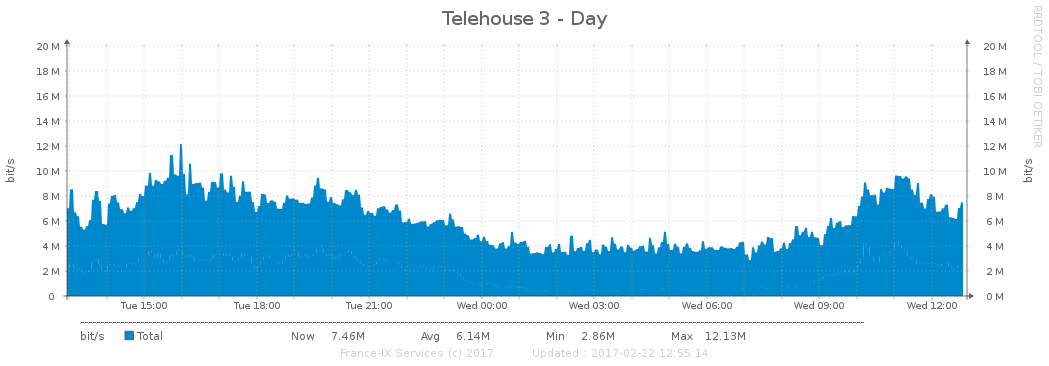 Telehouse 3 - Day
RRDTOOL / TOBI OETIKER
bit/s
bit/s
20 M 20 M
18 M 18 M
16 M 16 M
14 M 14 M
12 M 12 M
10 M 10 M
8 M 8 M
6 M 6 M
4 M 4 M
2 M 2 M
0 0 M
Tue 15:00 Tue 18:00 Tue 21:00 Wed 00:00 Wed 03:00 Wed 06:00 Wed 09:00 Wed 12:00
bit/s Total Now 7.46M Avg 6.14M Min 2.86M Max 12.13M
France-IX Services (c) 2017 Updated : 2017-02-22 12:55:14